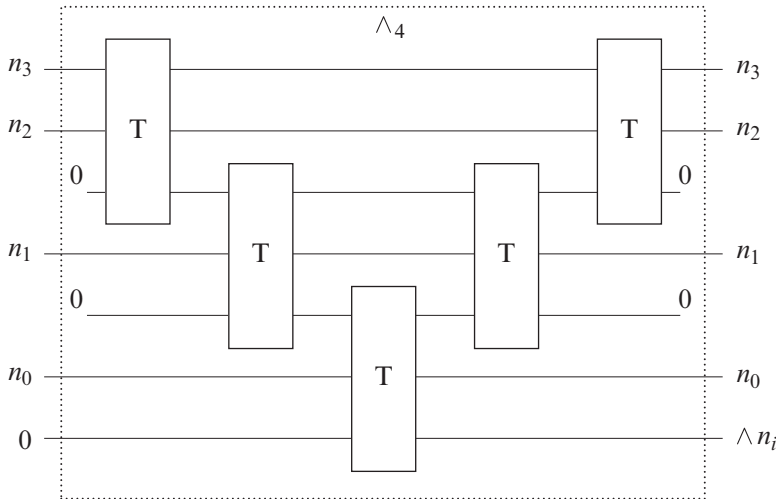 ∧₄
n₃ n₃
T T
n₂ n₂
0 0
n₁ T T n₁
0 0
n₀ T n₀
0 ∧ nᵢ